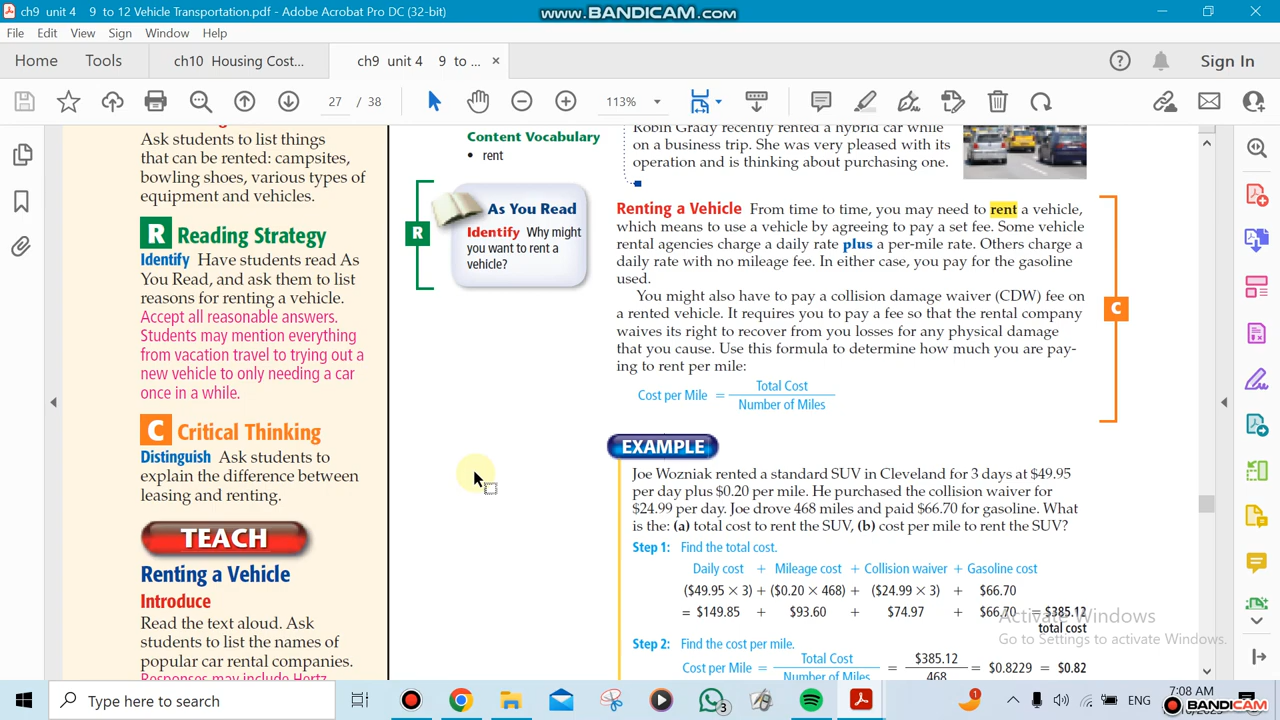 ch9 unit 4 9 to 12 Vehicle Transportation.pdf - Adobe Acrobat Pro DC (32-bit)
www.BANDICAM.com
File Edit View Sign Window Help
Home Tools ch10 Housing Cost... ch9 unit 4 9 to ... × Sign In
27 / 38 113%
Ask students to list things
that can be rented: campsites,
bowling shoes, various types of
equipment and vehicles.
R Reading Strategy
Identify Have students read As
You Read, and ask them to list
reasons for renting a vehicle.
Accept all reasonable answers.
Students may mention everything
from vacation travel to trying out a
new vehicle to only needing a car
once in a while.
C Critical Thinking
Distinguish Ask students to
explain the difference between
leasing and renting.
TEACH
Renting a Vehicle
Introduce
Read the text aloud. Ask
students to list the names of
popular car rental companies.
Responses may include Hertz
Content Vocabulary
• rent
R
As You Read
Identify Why might
you want to rent a
vehicle?
Robin Grady recently rented a hybrid car while
on a business trip. She was very pleased with its
operation and is thinking about purchasing one.
Renting a Vehicle From time to time, you may need to rent a vehicle,
which means to use a vehicle by agreeing to pay a set fee. Some vehicle
rental agencies charge a daily rate plus a per-mile rate. Others charge a
daily rate with no mileage fee. In either case, you pay for the gasoline
used.
You might also have to pay a collision damage waiver (CDW) fee on
a rented vehicle. It requires you to pay a fee so that the rental company
waives its right to recover from you losses for any physical damage
that you cause. Use this formula to determine how much you are pay-
ing to rent per mile:
C
Cost per Mile = Total Cost
Number of Miles
EXAMPLE
Joe Wozniak rented a standard SUV in Cleveland for 3 days at $49.95
per day plus $0.20 per mile. He purchased the collision waiver for
$24.99 per day. Joe drove 468 miles and paid $66.70 for gasoline. What
is the: (a) total cost to rent the SUV, (b) cost per mile to rent the SUV?
Step 1: Find the total cost.
Daily cost + Mileage cost + Collision waiver + Gasoline cost
($49.95 × 3) + ($0.20 × 468) + ($24.99 × 3) + $66.70
= $149.85 + $93.60 + $74.97 + $66.70 = $385.12
total cost
Step 2: Find the cost per mile.
Cost per Mile = Total Cost = $385.12 = $0.8229 = $0.82
Number of Miles 468
Activate Windows
Go to Settings to activate Windows.
Type here to search
3
1
ENG
7:08 AM
BANDICAM